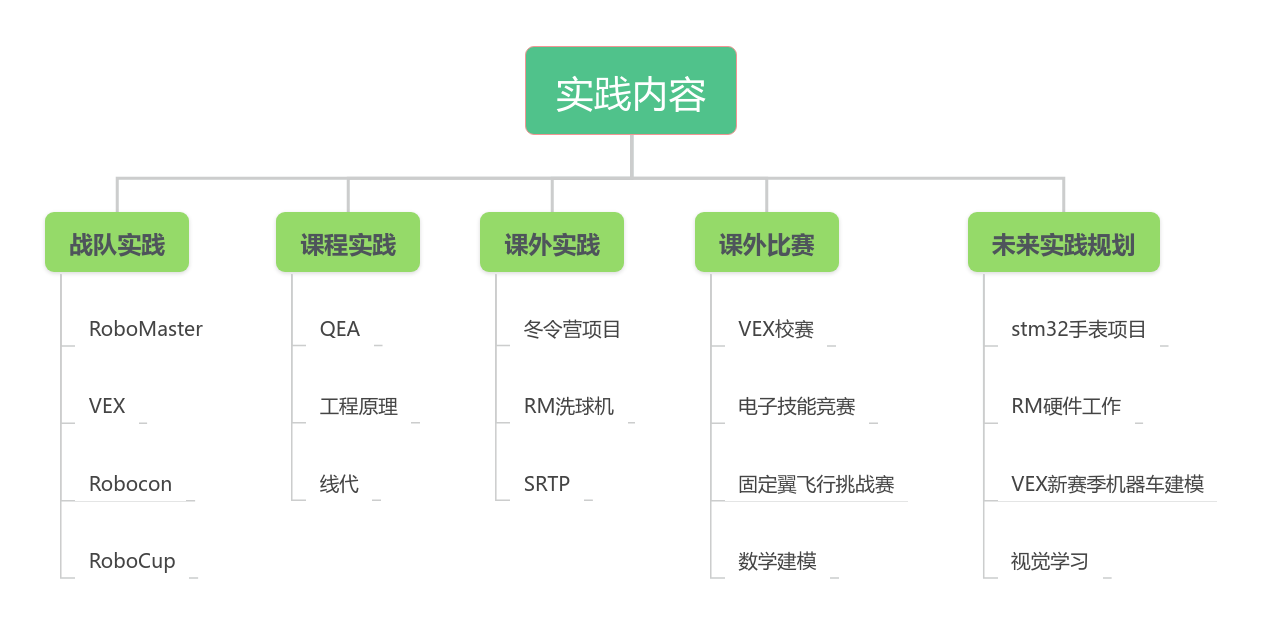 实践内容
战队实践
RoboMaster
VEX
Robocon
RoboCup
课程实践
QEA
工程原理
线代
课外实践
冬令营项目
RM洗球机
SRTP
课外比赛
VEX校赛
电子技能竞赛
固定翼飞行挑战赛
数学建模
未来实践规划
stm32手表项目
RM硬件工作
VEX新赛季机器车建模
视觉学习